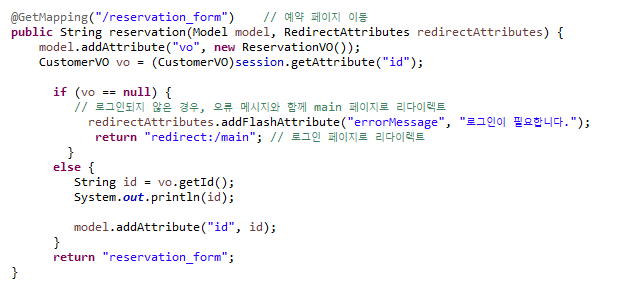 @GetMapping("/reservation_form")    // 예약 페이지 이동
public String reservation(Model model, RedirectAttributes redirectAttributes) {
    model.addAttribute("vo", new ReservationVO());
    CustomerVO vo = (CustomerVO)session.getAttribute("id");

      if (vo == null) {
         // 로그인되지 않은 경우, 오류 메시지와 함께 main 페이지로 리다이렉트
           redirectAttributes.addFlashAttribute("errorMessage", "로그인이 필요합니다.");
            return "redirect:/main"; // 로그인 페이지로 리다이렉트
        }
      else {
         String id = vo.getId();
         System.out.println(id);

         model.addAttribute("id", id);
      }
      return "reservation_form";
}